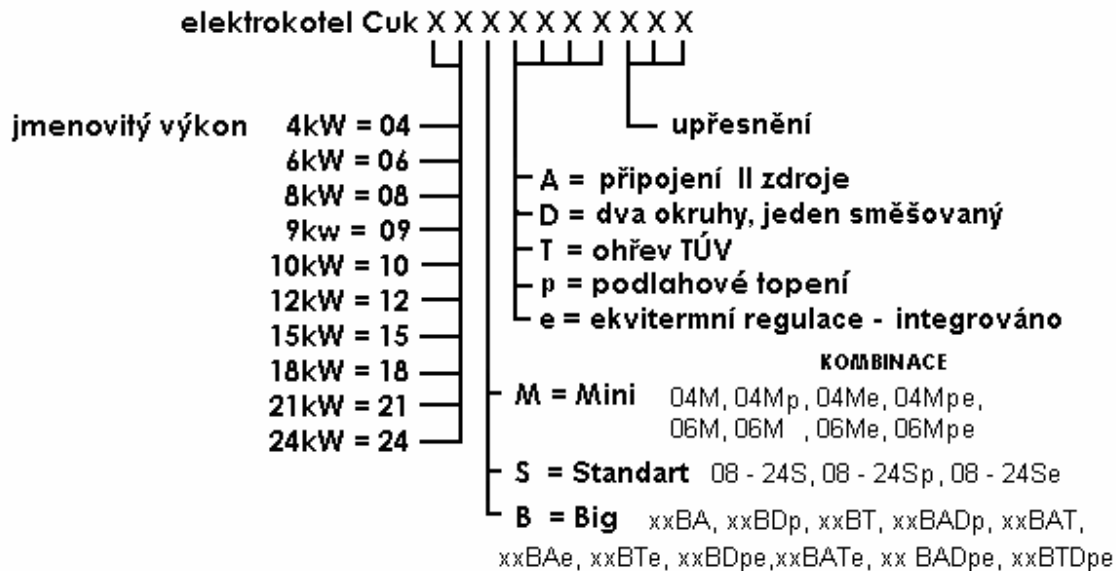 elektrokotel Cuk X X X X X X X X X X
jmenovitý výkon 4kW = 04
6kW = 06
8kW = 08
9kw = 09
10kW = 10
12kW = 12
15kW = 15
18kW = 18
21kW = 21
24kW = 24
upřesnění
A = připojení II zdroje
D = dva okruhy, jeden směšovaný
T = ohřev TÚV
p = podlahové topení
e = ekvitermní regulace - integrováno
KOMBINACE
M = Mini 04M, 04Mp, 04Me, 04Mpe,
06M, 06M , 06Me, 06Mpe
S = Standart 08 - 24S, 08 - 24Sp, 08 - 24Se
B = Big xxBA, xxBDp, xxBT, xxBADp, xxBAT,
xxBAe, xxBTe, xxBDpe,xxBATe, xx BADpe, xxBTDpe